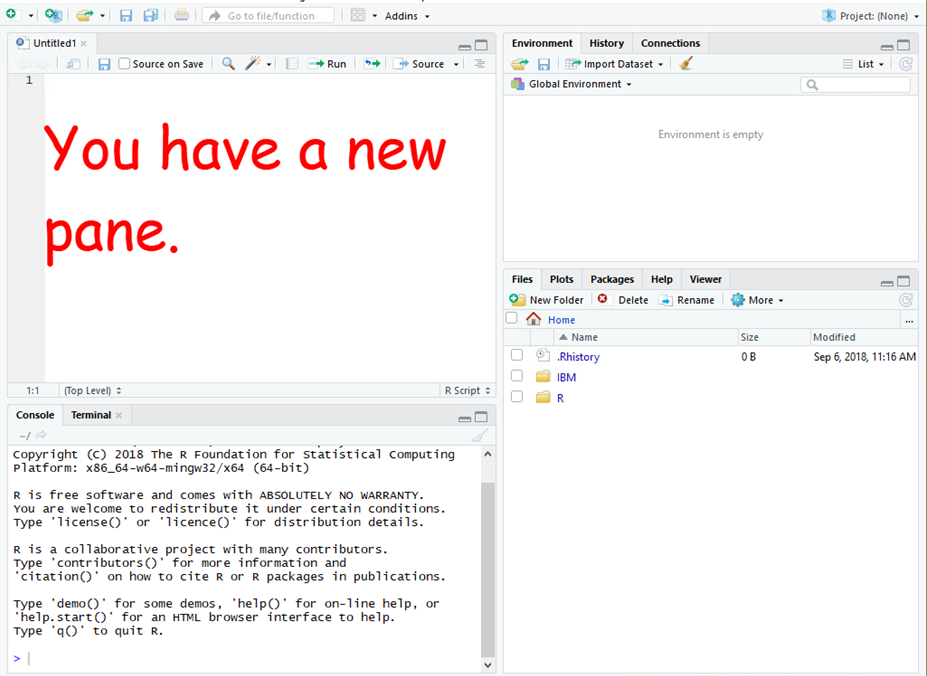 Go to file/function Addins Project: (None)
Untitled1
Source on Save Run Source
1
You have a new
pane.
1:1 (Top Level) R Script
Console Terminal
~/
Copyright (C) 2018 The R Foundation for Statistical Computing
Platform: x86_64-w64-mingw32/x64 (64-bit)
R is free software and comes with ABSOLUTELY NO WARRANTY.
You are welcome to redistribute it under certain conditions.
Type 'license()' or 'licence()' for distribution details.
R is a collaborative project with many contributors.
Type 'contributors()' for more information and
'citation()' on how to cite R or R packages in publications.
Type 'demo()' for some demos, 'help()' for on-line help, or
'help.start()' for an HTML browser interface to help.
Type 'q()' to quit R.
>
Environment History Connections
Import Dataset List
Global Environment
Environment is empty
Files Plots Packages Help Viewer
New Folder Delete Rename More
Home ...
Name Size Modified
.Rhistory 0 B Sep 6, 2018, 11:16 AM
IBM
R